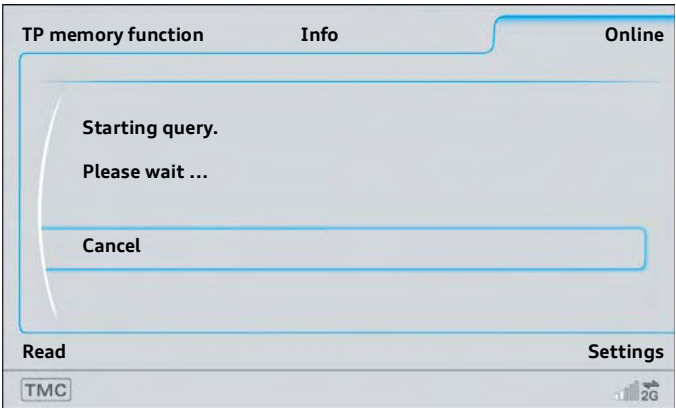 TP memory function Info Online
Starting query.
Please wait ...
Cancel
Read Settings
TMC 2G